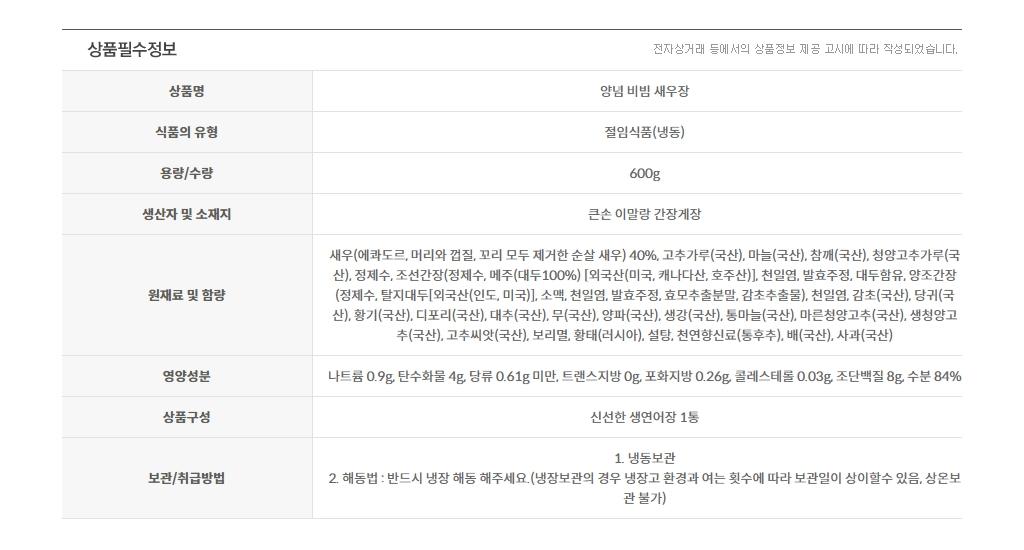 상품필수정보
전자상거래 등에서의 상품정보 제공 고시에 따라 작성되었습니다.
상품명
양념 비빔 새우장
식품의 유형
절임식품(냉동)
용량/수량
600g
생산자 및 소재지
큰손 이말랑 간장게장
원재료 및 함량
새우(에콰도르, 머리와 껍질, 꼬리 모두 제거한 순살 새우) 40%, 고추가루(국산), 마늘(국산), 참깨(국산), 청양고추가루(국
산), 정제수, 조선간장(정제수, 메주(대두100%) [외국산(미국, 캐나다산, 호주산)], 천일염, 발효주정, 대두함유, 양조간장
(정제수, 탈지대두[외국산(인도, 미국)], 소맥, 천일염, 발효주정, 효모추출분말, 감초추출물), 천일염, 감초(국산), 당귀(국
산), 황기(국산), 디포리(국산), 대추(국산), 무(국산), 양파(국산), 생강(국산), 통마늘(국산), 마른청양고추(국산), 생청양고
추(국산), 고추씨앗(국산), 보리멸, 황태(러시아), 설탕, 천연향신료(통후추), 배(국산), 사과(국산)
영양성분
나트륨 0.9g, 탄수화물 4g, 당류 0.61g 미만, 트랜스지방 0g, 포화지방 0.26g, 콜레스테롤 0.03g, 조단백질 8g, 수분 84%
상품구성
신선한 생연어장 1통
보관/취급방법
1. 냉동보관
2. 해동법 : 반드시 냉장 해동 해주세요.(냉장보관의 경우 냉장고 환경과 여는 횟수에 따라 보관일이 상이할수 있음, 상온보
관 불가)